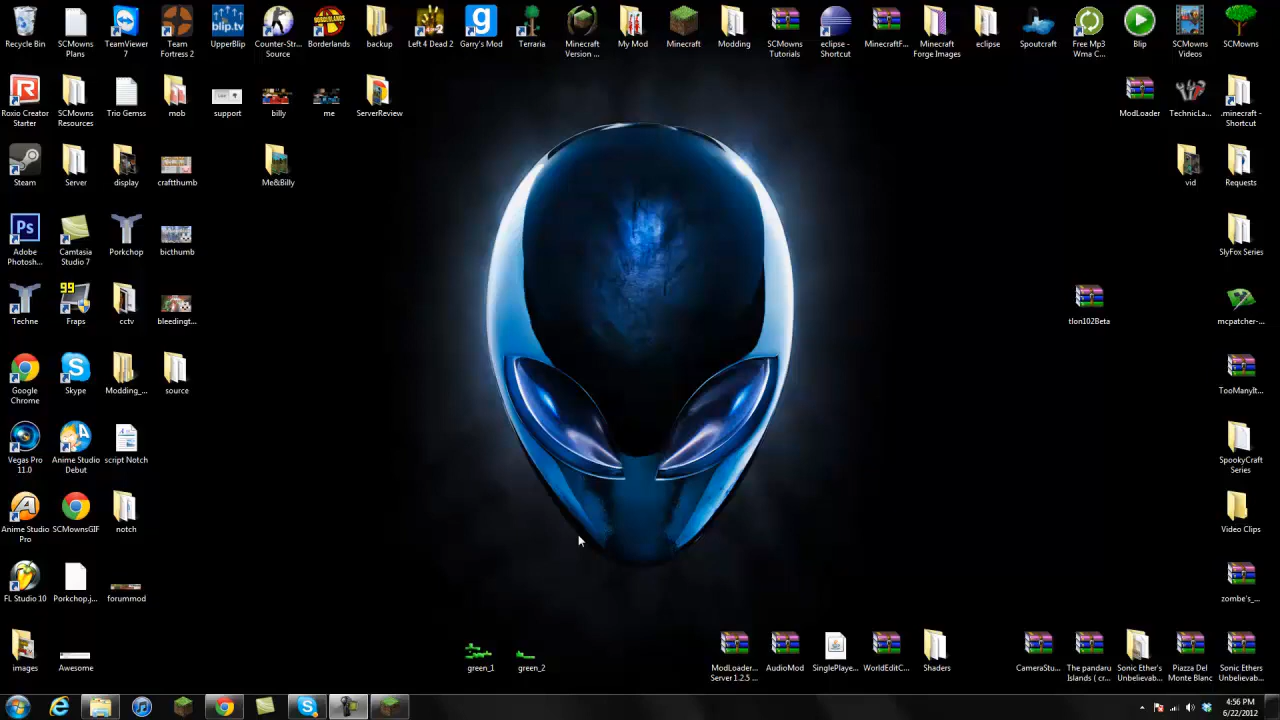 Recycle Bin
SCMowns Plans
TeamViewer 7
Team Fortress 2
UpperBlip
Counter-Str... Source
Borderlands
backup
Left 4 Dead 2
Garry's Mod
Terraria
Minecraft Version ...
My Mod
Minecraft
Modding
SCMowns Tutorials
eclipse - Shortcut
MinecraftF...
Minecraft Forge Images
eclipse
Spoutcraft
Free Mp3 Wma C...
Blip
SCMowns Videos
SCMowns
blip.tv
Roxio Creator Starter
SCMowns Resources
Trio Gemss
mob
support
billy
me
ServerReview
ModLoader
TechnicLa...
.minecraft - Shortcut
Steam
Server
display
craftthumb
Me&Billy
vid
Requests
Ps
Adobe Photosh...
Camtasia Studio 7
Porkchop
bicthumb
SlyFox Series
99
Techne
Fraps
cctv
bleedingt...
tlon102Beta
mcpatcher-...
Google Chrome
Skype
Modding_...
source
TooManyIt...
Vegas Pro 11.0
Anime Studio Debut
script Notch
SpookyCraft Series
Anime Studio Pro
SCMownsGIF
notch
Video Clips
FL Studio 10
Porkchop.j...
forummod
zombe's_...
images
Awesome
green_1
green_2
ModLoader Server 1.2.5 ...
AudioMod
SinglePlaye...
WorldEditC...
Shaders
CameraStu...
The pandaru Islands ( cr...
Sonic Ether's Unbelievab...
Piazza Del Monte Blanc
Sonic Ethers Unbelievab...
4:56 PM
6/22/2012